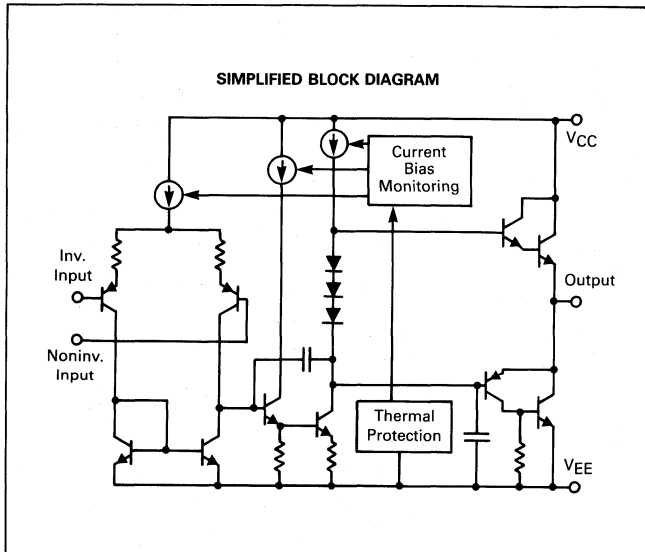 SIMPLIFIED BLOCK DIAGRAM
VCC
Current
Bias
Monitoring
Inv.
Input
Output
Noninv.
Input
Thermal
Protection
VEE